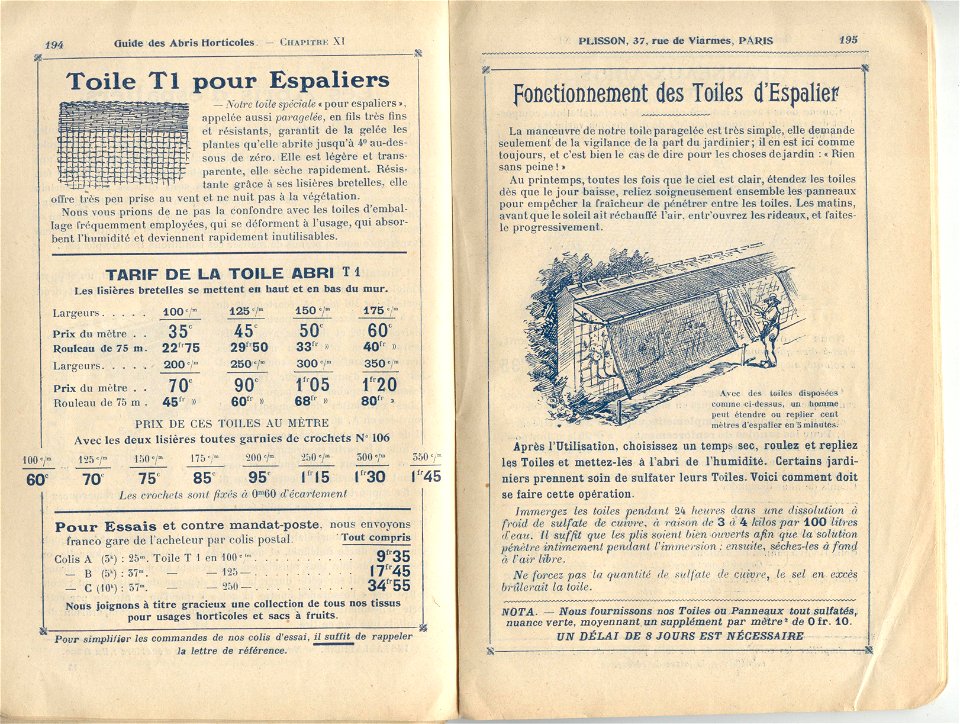 194 Guide des Abris Horticoles. — CHAPITRE XI
Toile T1 pour Espaliers
— Notre toile spéciale « pour espaliers »,
appelée aussi paragelée, en fils très fins
et résistants, garantit de la gelée les
plantes qu'elle abrite jusqu'à 4° au-des-
sous de zéro. Elle est légère et trans-
parente, elle sèche rapidement. Résis-
tante grâce à ses lisières bretelles, elle
offre très peu prise au vent et ne nuit pas à la végétation.
Nous vous prions de ne pas la confondre avec les toiles d'embal-
lage fréquemment employées, qui se déforment à l'usage, qui absor-
bent l'humidité et deviennent rapidement inutilisables.
TARIF DE LA TOILE ABRI T 1
Les lisières bretelles se mettent en haut et en bas du mur.
Largeurs. . . . . 100 c/m 125 c/m 150 c/m 175 c/m
Prix du mètre . . 35c 45c 50c 60c
Rouleau de 75 m. 22fr75 29fr50 33fr » 40fr »
Largeurs. . . . . 200 c/m 250 c/m 300 c/m 350 c/m
Prix du mètre . . 70c 90c 1fr05 1fr20
Rouleau de 75 m. 45fr » 60fr » 68fr » 80fr »
PRIX DE CES TOILES AU MÈTRE
Avec les deux lisières toutes garnies de crochets N° 106
100 c/m 125 c/m 150 c/m 175 c/m 200 c/m 250 c/m 300 c/m 350 c/m
60c 70c 75c 85c 95c 1fr15 1fr30 1fr45
Les crochets sont fixés à 0m60 d'écartement
Pour Essais et contre mandat-poste, nous envoyons
franco gare de l'acheteur par colis postal. Tout compris
Colis A (5k) : 25m. Toile T 1 en 100 c/m. . . . . . . . . 9fr35
— B (5k) : 37m. — — 125 — . . . . . . . . . 17fr45
— C (10k) : 37m. — — 250 — . . . . . . . . . 34fr55
Nous joignons à titre gracieux une collection de tous nos tissus
pour usages horticoles et sacs à fruits.
Pour simplifier les commandes de nos colis d'essai, il suffit de rappeler
la lettre de référence.
PLISSON, 37, rue de Viarmes, PARIS 195
Fonctionnement des Toiles d'Espalier
La manœuvre de notre toile paragelée est très simple, elle demande
seulement de la vigilance de la part du jardinier ; il en est ici comme
toujours, et c'est bien le cas de dire pour les choses de jardin : « Rien
sans peine ! »
Au printemps, toutes les fois que le ciel est clair, étendez les toiles
dès que le jour baisse, reliez soigneusement ensemble les panneaux
pour empêcher la fraîcheur de pénétrer entre les toiles. Les matins,
avant que le soleil ait réchauffé l'air, entr'ouvrez les rideaux, et faites-
le progressivement.
Avec des toiles disposées
comme ci-dessus, un homme
peut étendre ou replier cent
mètres d'espalier en 5 minutes.
Après l'Utilisation, choisissez un temps sec, roulez et repliez
les Toiles et mettez-les à l'abri de l'humidité. Certains jardi-
niers prennent soin de sulfater leurs Toiles. Voici comment doit
se faire cette opération.
Immergez les toiles pendant 24 heures dans une dissolution à
froid de sulfate de cuivre, à raison de 3 à 4 kilos par 100 litres
d'eau. Il suffit que les plis soient bien ouverts afin que la solution
pénètre intimement pendant l'immersion ; ensuite, séchez-les à fond
à l'air libre.
Ne forcez pas la quantité de sulfate de cuivre, le sel en excès
brûlerait la toile.
NOTA. — Nous fournissons nos Toiles ou Panneaux tout sulfatés,
nuance verte, moyennant un supplément par mètre² de 0 fr. 10.
UN DÉLAI DE 8 JOURS EST NÉCESSAIRE